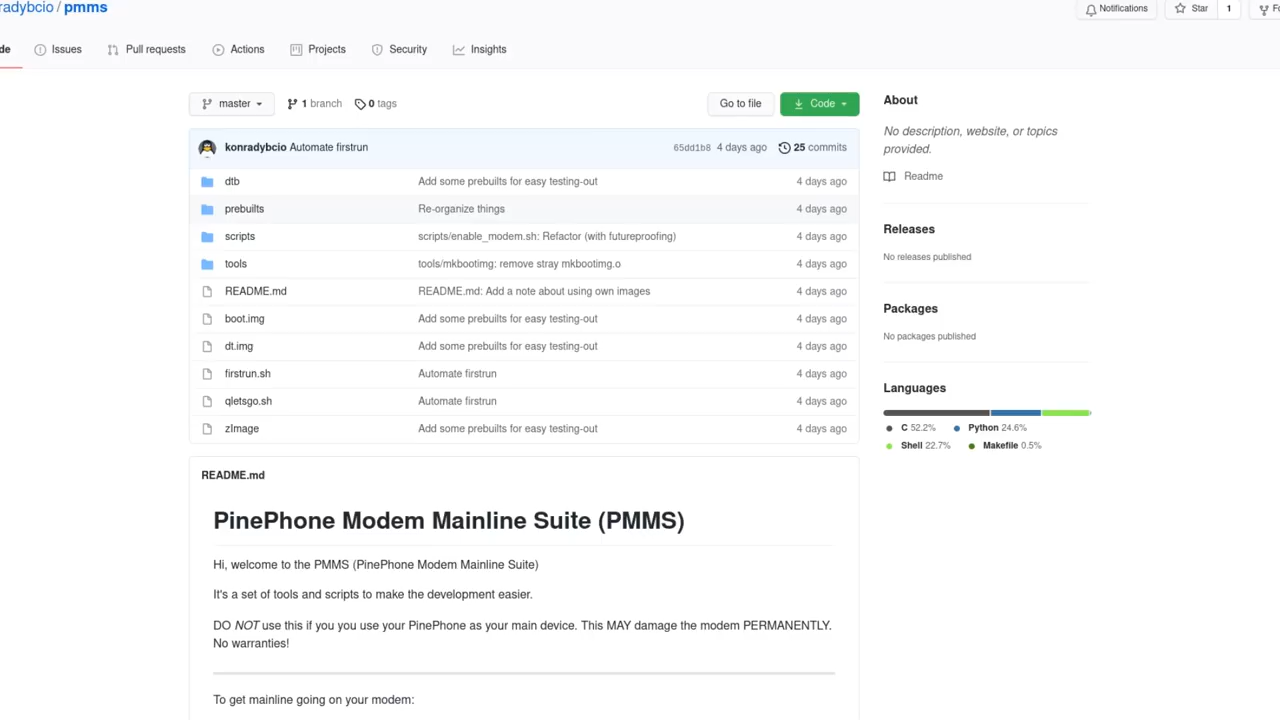 radybcio / pmms
Notifications
Star 1
Fo
de
Issues
Pull requests
Actions
Projects
Security
Insights
master
1 branch
0 tags
Go to file
Code
konradybcio Automate firstrun 65dd1b8 4 days ago 25 commits
dtb Add some prebuilts for easy testing-out 4 days ago
prebuilts Re-organize things 4 days ago
scripts scripts/enable_modem.sh: Refactor (with futureproofing) 4 days ago
tools tools/mkbootimg: remove stray mkbootimg.o 4 days ago
README.md README.md: Add a note about using own images 4 days ago
boot.img Add some prebuilts for easy testing-out 4 days ago
dt.img Add some prebuilts for easy testing-out 4 days ago
firstrun.sh Automate firstrun 4 days ago
qletsgo.sh Automate firstrun 4 days ago
zImage Add some prebuilts for easy testing-out 4 days ago
README.md
PinePhone Modem Mainline Suite (PMMS)
Hi, welcome to the PMMS (PinePhone Modem Mainline Suite)
It's a set of tools and scripts to make the development easier.
DO NOT use this if you you use your PinePhone as your main device. This MAY damage the modem PERMANENTLY.
No warranties!
To get mainline going on your modem:
About
No description, website, or topics
provided.
Readme
Releases
No releases published
Packages
No packages published
Languages
C 52.2% Python 24.6%
Shell 22.7% Makefile 0.5%